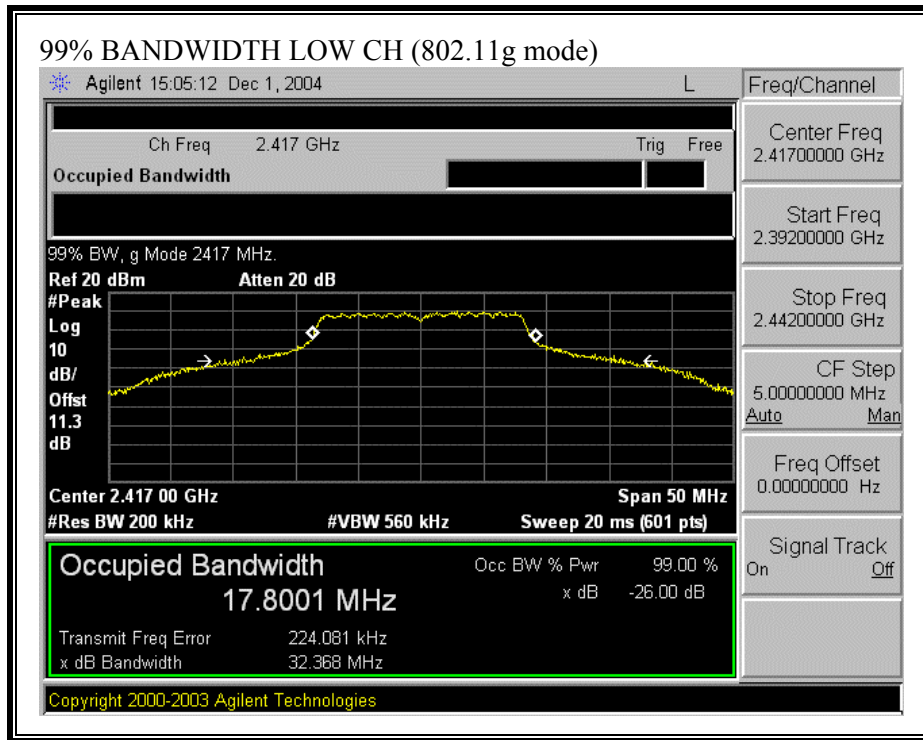 99% BANDWIDTH LOW CH (802.11g mode)
Agilent 15:05:12 Dec 1, 2004 L
Freq/Channel
Ch Freq 2.417 GHz Trig Free
Occupied Bandwidth
Center Freq
2.41700000 GHz
Start Freq
2.39200000 GHz
99% BW, g Mode 2417 MHz.
Ref 20 dBm Atten 20 dB
#Peak
Log
10
dB/
Offst
11.3
dB
Stop Freq
2.44200000 GHz
CF Step
5.00000000 MHz
Auto Man
Freq Offset
0.00000000 Hz
Center 2.417 00 GHz Span 50 MHz
#Res BW 200 kHz #VBW 560 kHz Sweep 20 ms (601 pts)
Signal Track
On Off
Occupied Bandwidth Occ BW % Pwr 99.00 %
17.8001 MHz x dB -26.00 dB
Transmit Freq Error 224.081 kHz
x dB Bandwidth 32.368 MHz
Copyright 2000-2003 Agilent Technologies